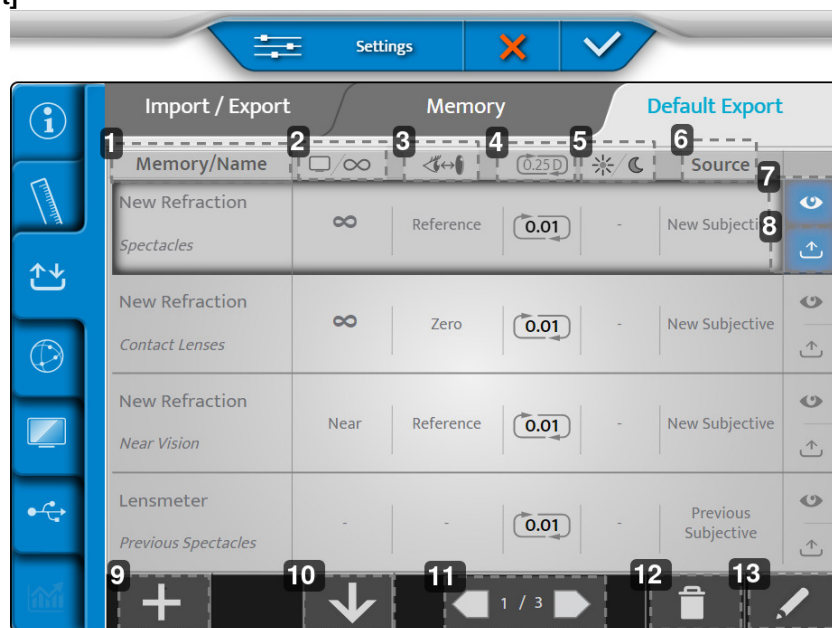 t]
Settings
Import / Export Memory Default Export
1 2 3 4 5 6
Memory/Name / ∞ 0.25 D / Source
7
New Refraction
∞ Reference 0.01 - New Subjecti
8
Spectacles
New Refraction
∞ Zero 0.01 - New Subjective
Contact Lenses
New Refraction
Near Reference 0.01 - New Subjective
Near Vision
Lensmeter
- - 0.01 - Previous
Subjective
Previous Spectacles
9 10 11 12 13
1 / 3